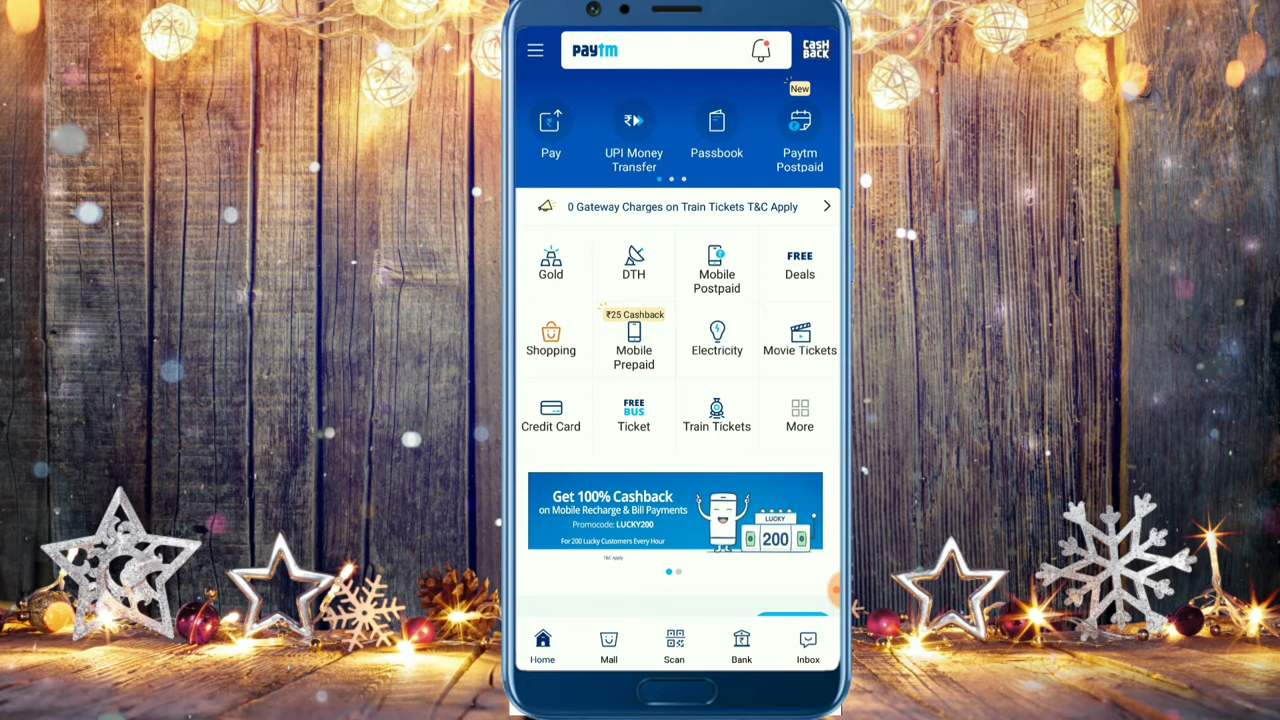 paytm
CASH
BACK
New
Pay
UPI Money
Transfer
Passbook
Paytm
Postpaid
0 Gateway Charges on Train Tickets T&C Apply
Gold
DTH
Mobile
Postpaid
FREE
Deals
Shopping
₹25 Cashback
Mobile
Prepaid
Electricity
Movie Tickets
Credit Card
FREE
BUS
Ticket
Train Tickets
More
Get 100% Cashback
on Mobile Recharge & Bill Payments
Promocode: LUCKY200
For 200 Lucky Customers Every Hour
T&C Apply
LUCKY
200
Home
Mall
Scan
Bank
Inbox